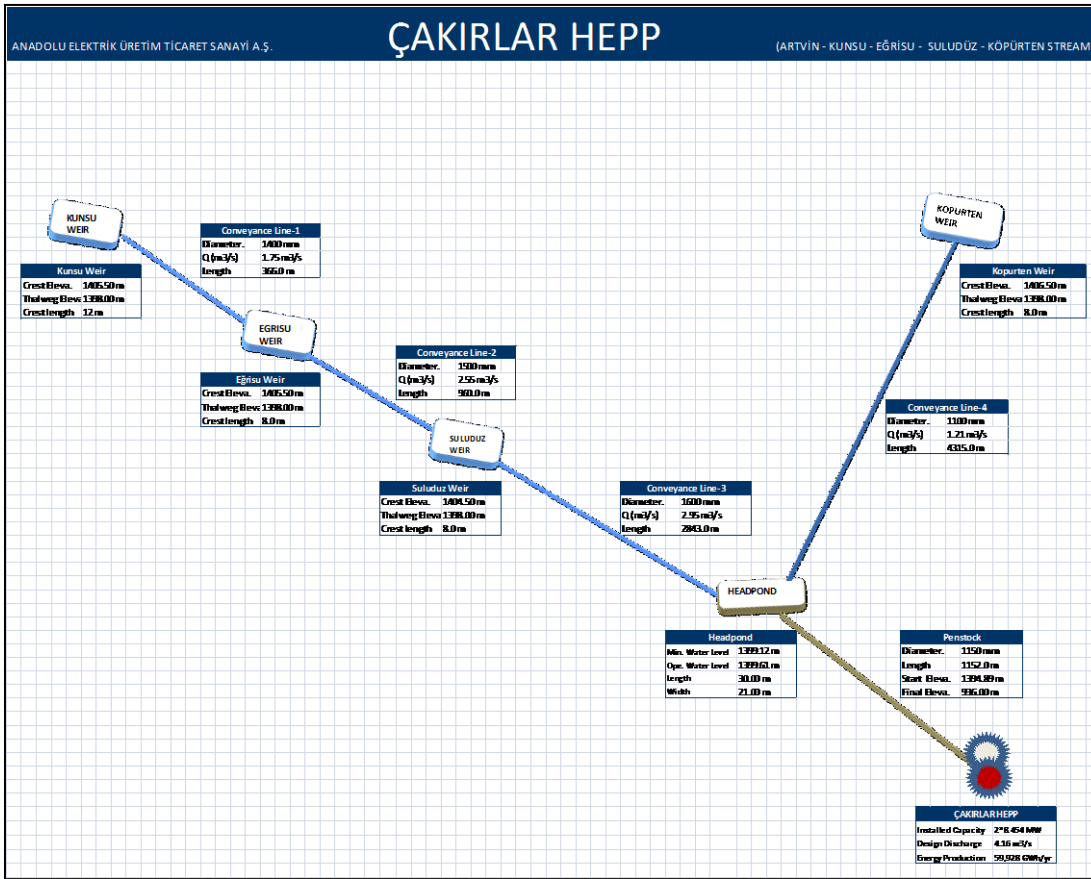 ANADOLU ELEKTRİK ÜRETİM TİCARET SANAYİ A.Ş.
ÇAKIRLAR HEPP
(ARTVİN - KUNSU - EĞRİSU - SULUDÜZ - KÖPÜRTEN STREAM
KUNSU
WEIR
Kunsu Weir
Crest Eleva. 1405.50 m
Thalweg Eleva 1398.00 m
Crest length 12 m
Conveyance Line-1
Diameter. 1400 mm
Q (m3/s) 1.75 m3/s
Length 366.0 m
EGRISU
WEIR
Eğrisu Weir
Crest Eleva. 1405.50 m
Thalweg Eleva 1398.00 m
Crest length 8.0 m
Conveyance Line-2
Diameter. 1500 mm
Q (m3/s) 2.55 m3/s
Length 960.0 m
SULUDUZ
WEIR
Suluduz Weir
Crest Eleva. 1404.50 m
Thalweg Eleva 1398.00 m
Crest length 8.0 m
Conveyance Line-3
Diameter. 1600 mm
Q (m3/s) 2.95 m3/s
Length 2843.0 m
KOPURTEN
WEIR
Kopurten Weir
Crest Eleva. 1406.50 m
Thalweg Eleva 1398.00 m
Crest length 8.0 m
Conveyance Line-4
Diameter. 1100 mm
Q (m3/s) 1.21 m3/s
Length 4315.0 m
HEADPOND
Headpond
Min. Water Level 1399.12 m
Ope. Water Level 1399.61 m
Length 30.00 m
Width 21.00 m
Penstock
Diameter. 1150 mm
Length 1152.0 m
Start Eleva. 1394.89 m
Final Eleva. 936.00 m
ÇAKIRLAR HEPP
Installed Capacity 2*8.454 MW
Design Discharge 4.16 m3/s
Energy Production 59,928 GWh/yr